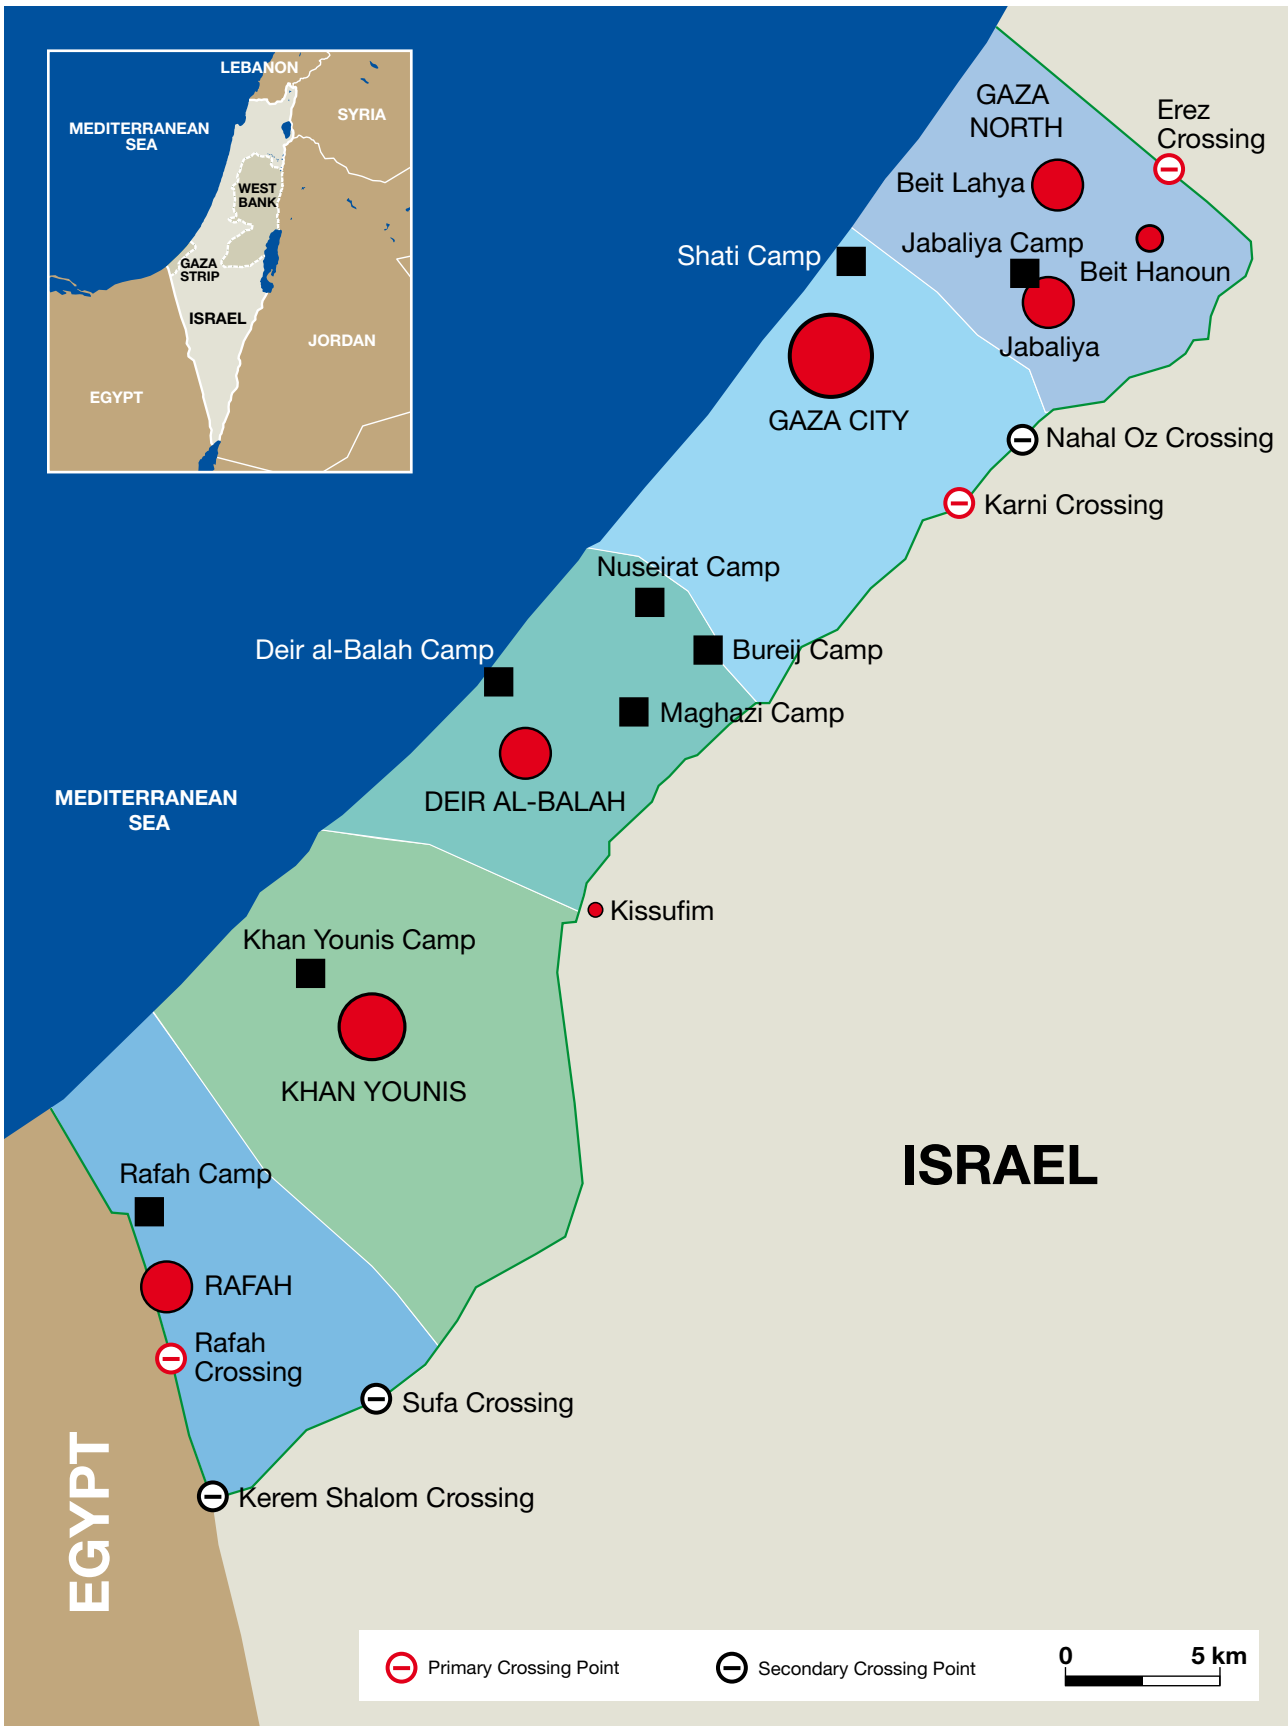 LEBANON
SYRIA
MEDITERRANEAN
SEA
WEST
BANK
GAZA
STRIP
ISRAEL
JORDAN
EGYPT
GAZA
NORTH
Erez
Crossing
Beit Lahya
Jabaliya Camp
Beit Hanoun
Shati Camp
Jabaliya
GAZA CITY
Nahal Oz Crossing
Karni Crossing
Nuseirat Camp
Deir al-Balah Camp
Bureij Camp
Maghazi Camp
DEIR AL-BALAH
MEDITERRANEAN
SEA
Kissufim
Khan Younis Camp
KHAN YOUNIS
ISRAEL
Rafah Camp
RAFAH
Rafah
Crossing
Sufa Crossing
Kerem Shalom Crossing
EGYPT
Primary Crossing Point
Secondary Crossing Point
0 5 km